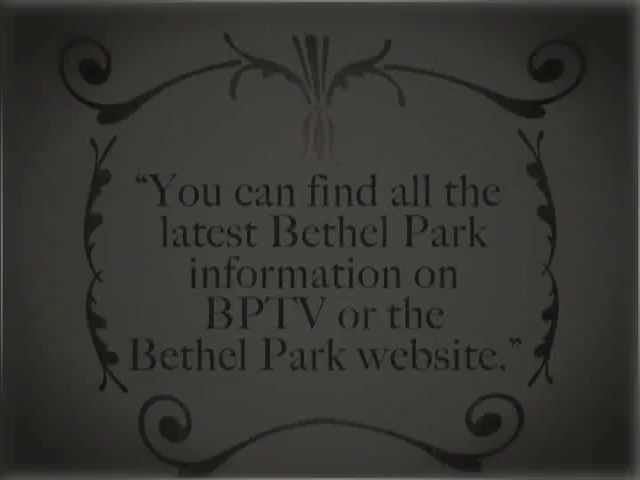 “You can find all the
latest Bethel Park
information on
BPTV or the
Bethel Park website.”